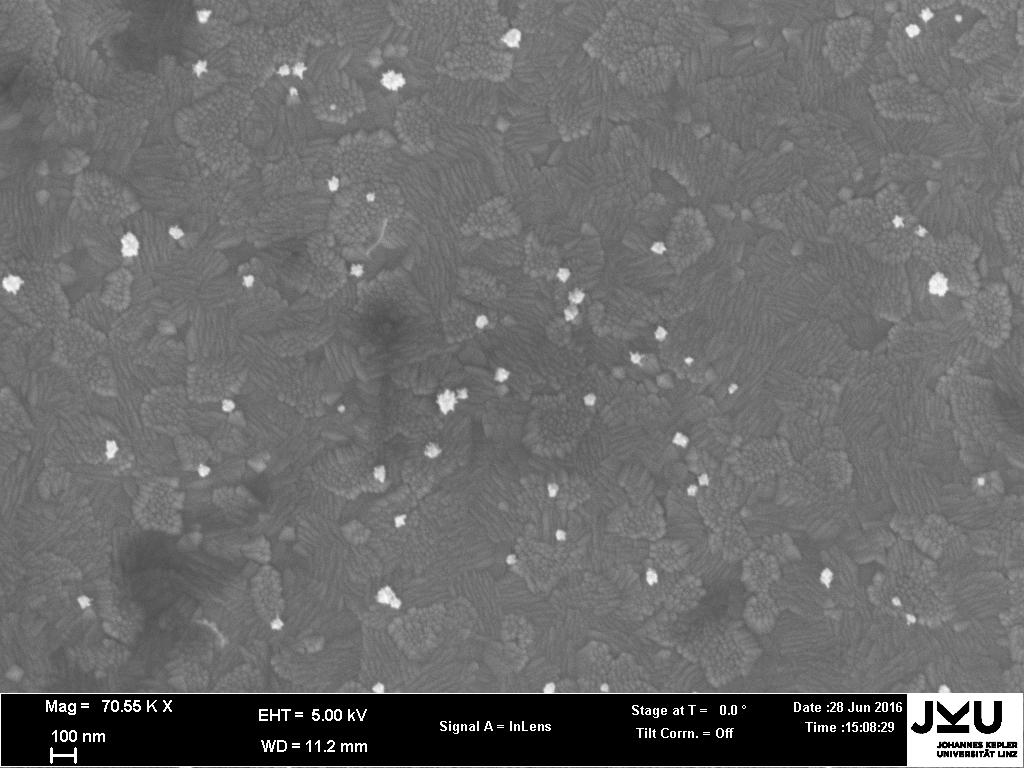 Mag = 70.55 K X
100 nm
EHT = 5.00 kV
WD = 11.2 mm
Signal A = InLens
Stage at T = 0.0 °
Tilt Corrn. = Off
Date :28 Jun 2016
Time :15:08:29
JKU
JOHANNES KEPLER
UNIVERSITÄT LINZ